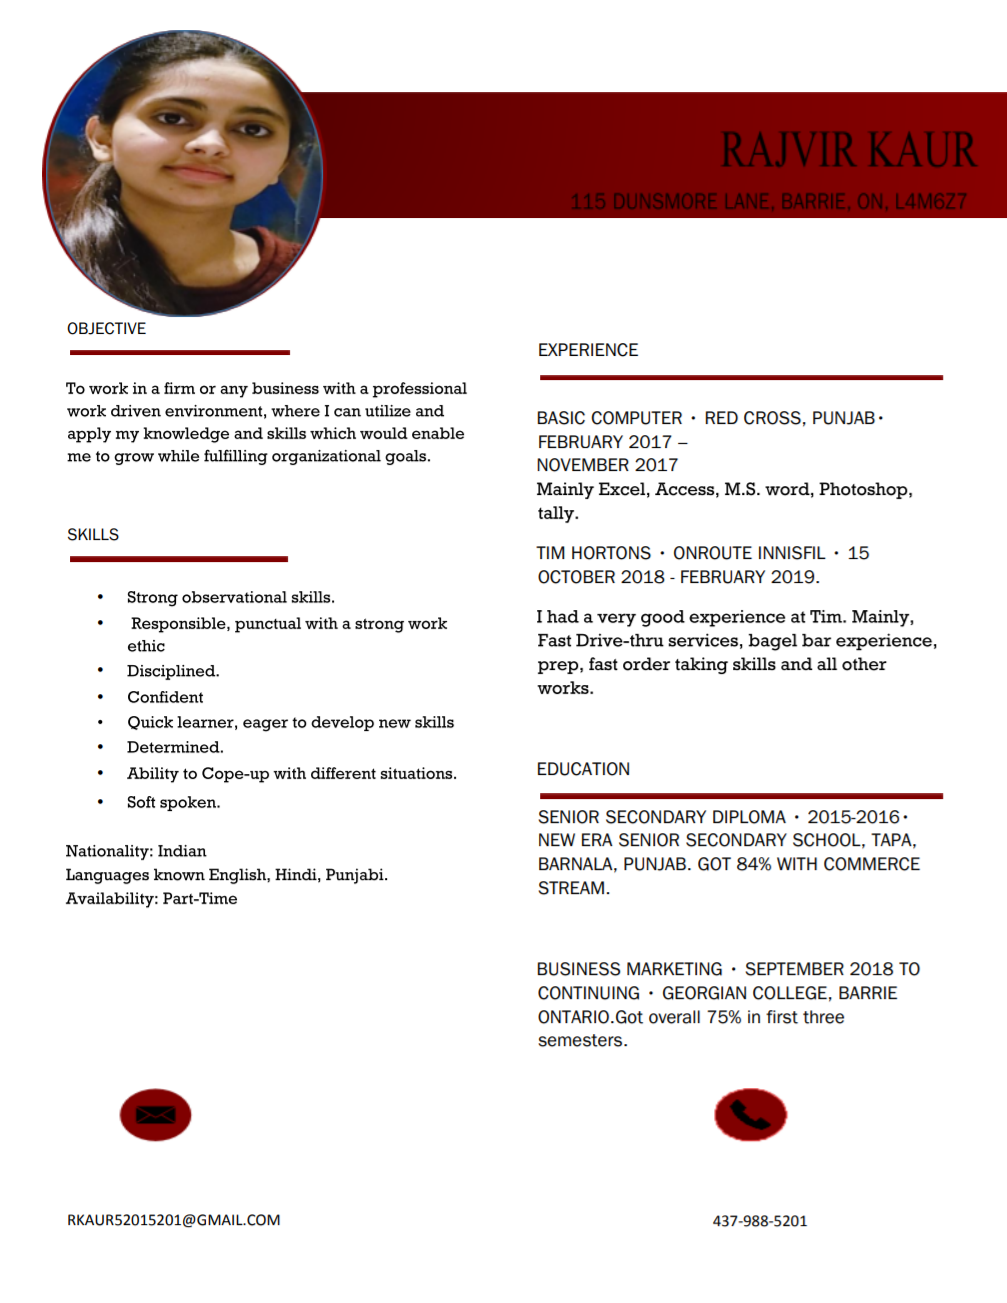 RAJVIR KAUR
115 DUNSMORE LANE, BARRIE, ON, L4M6Z7
OBJECTIVE
To work in a firm or any business with a professional
work driven environment, where I can utilize and
apply my knowledge and skills which would enable
me to grow while fulfilling organizational goals.
SKILLS
• Strong observational skills.
• Responsible, punctual with a strong work
ethic
• Disciplined.
• Confident
• Quick learner, eager to develop new skills
• Determined.
• Ability to Cope-up with different situations.
• Soft spoken.
Nationality: Indian
Languages known English, Hindi, Punjabi.
Availability: Part-Time
EXPERIENCE
BASIC COMPUTER • RED CROSS, PUNJAB•
FEBRUARY 2017 –
NOVEMBER 2017
Mainly Excel, Access, M.S. word, Photoshop,
tally.
TIM HORTONS • ONROUTE INNISFIL • 15
OCTOBER 2018 - FEBRUARY 2019.
I had a very good experience at Tim. Mainly,
Fast Drive-thru services, bagel bar experience,
prep, fast order taking skills and all other
works.
EDUCATION
SENIOR SECONDARY DIPLOMA • 2015-2016•
NEW ERA SENIOR SECONDARY SCHOOL, TAPA,
BARNALA, PUNJAB. GOT 84% WITH COMMERCE
STREAM.
BUSINESS MARKETING • SEPTEMBER 2018 TO
CONTINUING • GEORGIAN COLLEGE, BARRIE
ONTARIO.Got overall 75% in first three
semesters.
RKAUR52015201@GMAIL.COM
437-988-5201